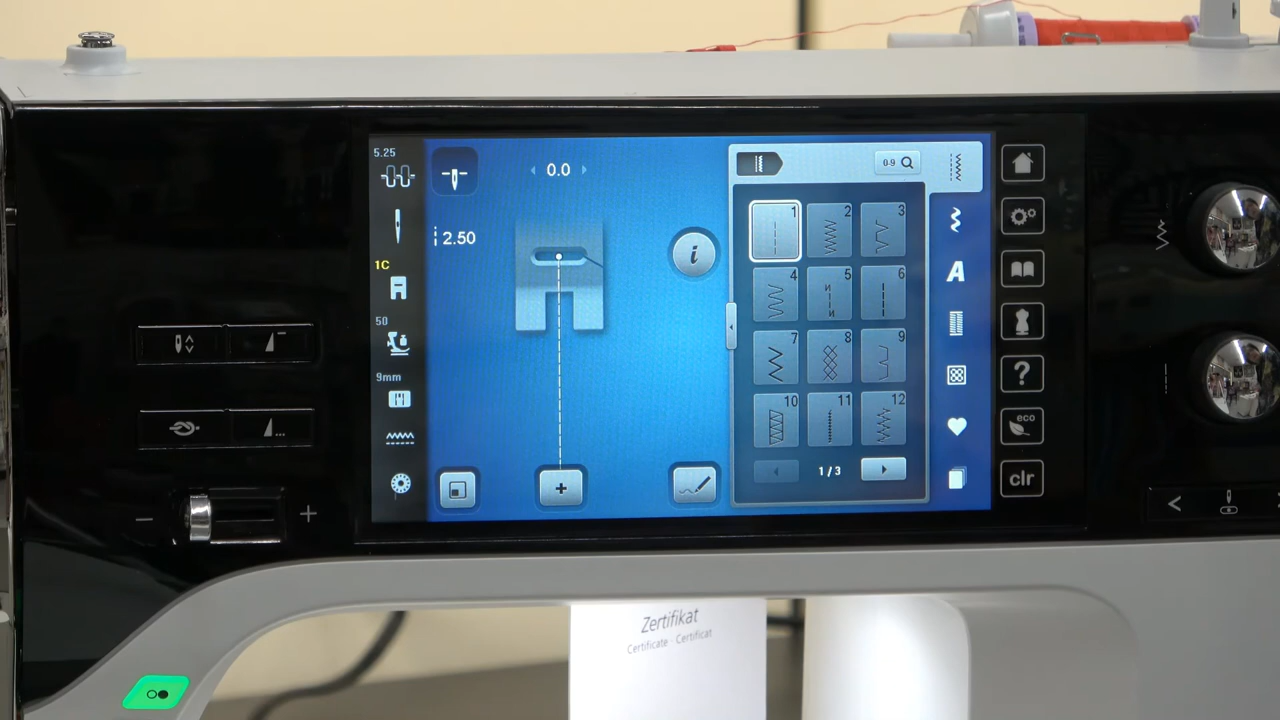 5.25
0.0
0-9
2.50
1C
50
9mm
i
1
2
3
4
5
6
7
8
9
10
11
12
1/3
A
?
eco
clr
Zertifikat
Certificate · Certificat